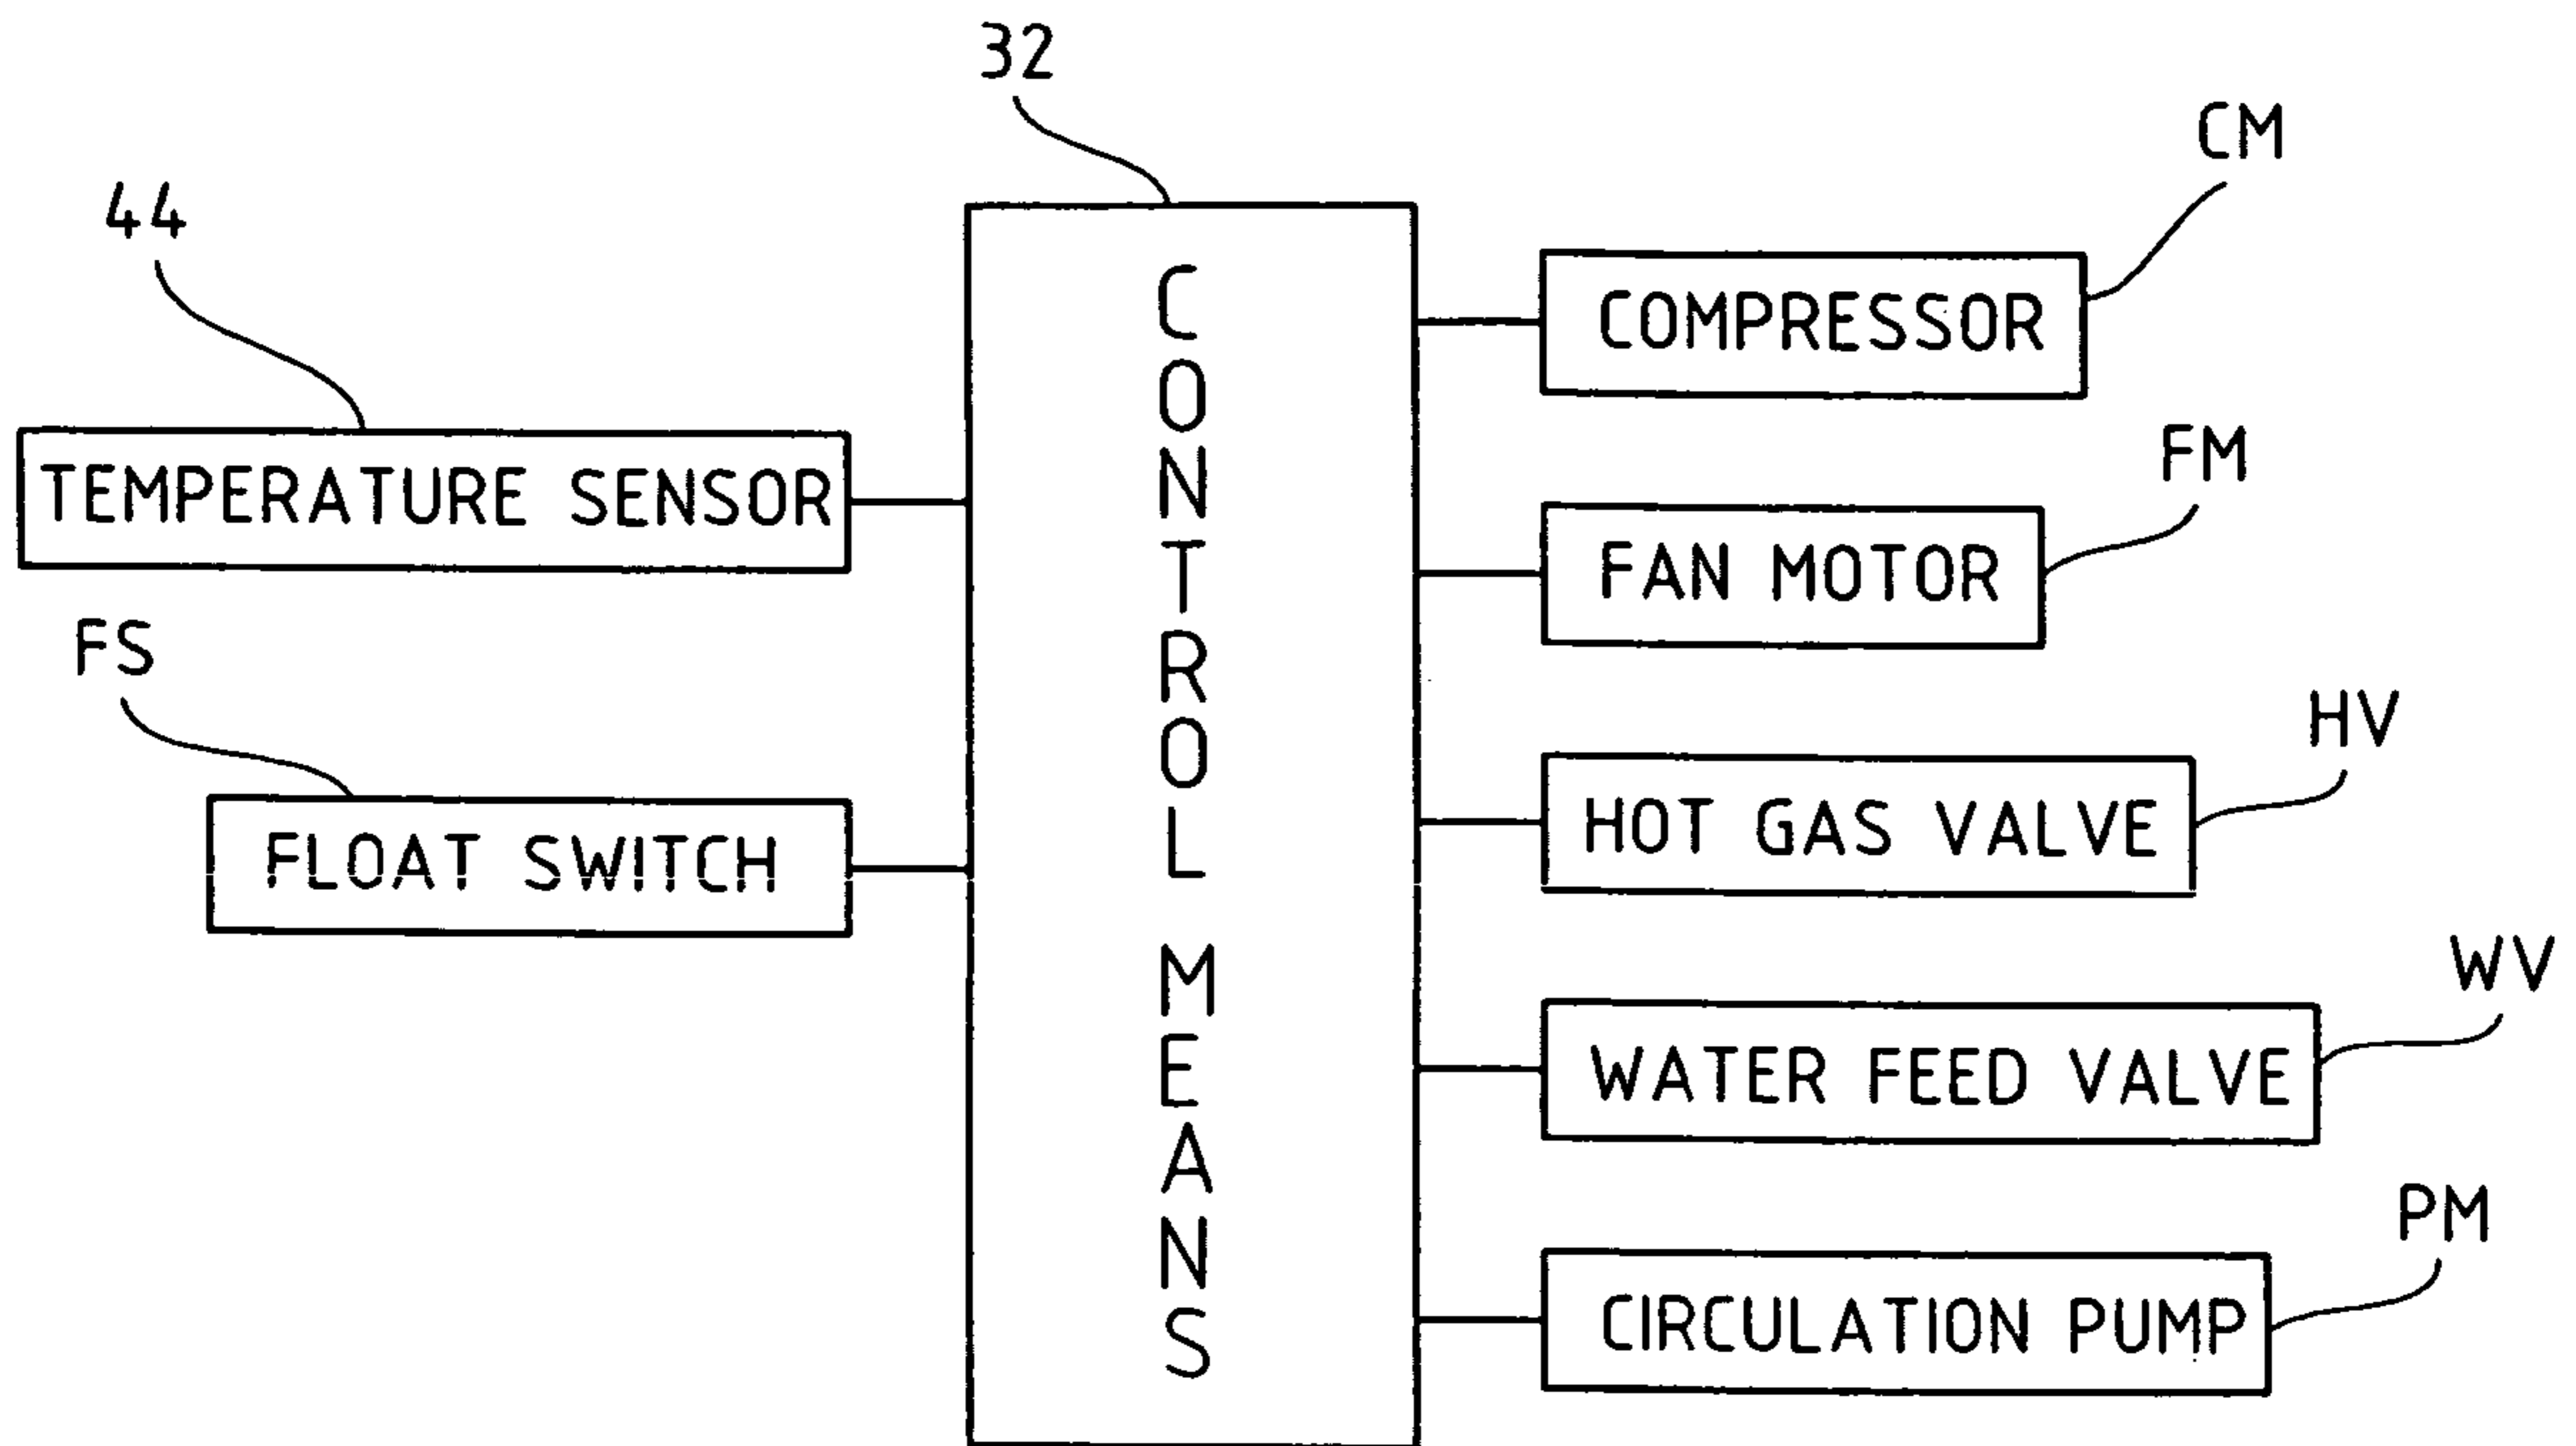 32
CM
44
COMPRESSOR
FM
TEMPERATURE SENSOR
FAN MOTOR
FS
HV
FLOAT SWITCH
HOT GAS VALVE
CONTROL MEANS
WV
WATER FEED VALVE
PM
CIRCULATION PUMP